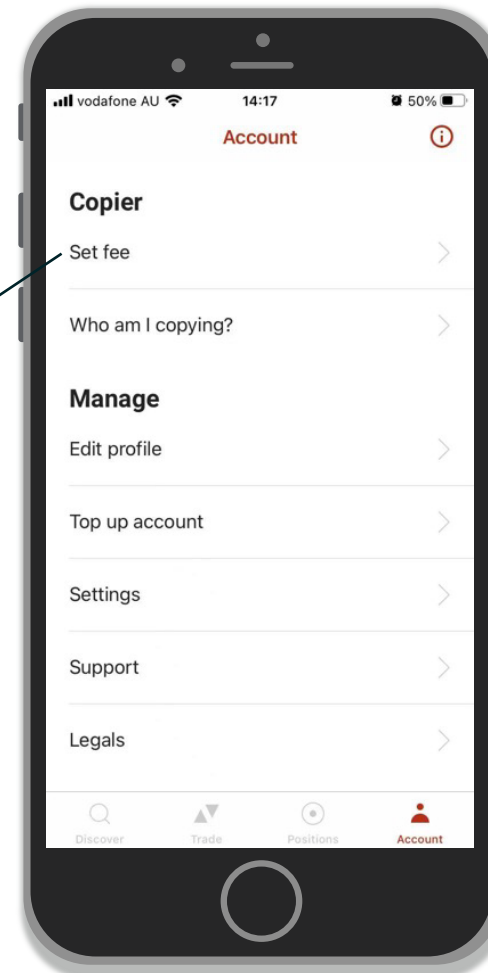 vodafone AU 14:17 50%
Account
Copier
Set fee
Who am I copying?
Manage
Edit profile
Top up account
Settings
Support
Legals
Discover Trade Positions Account